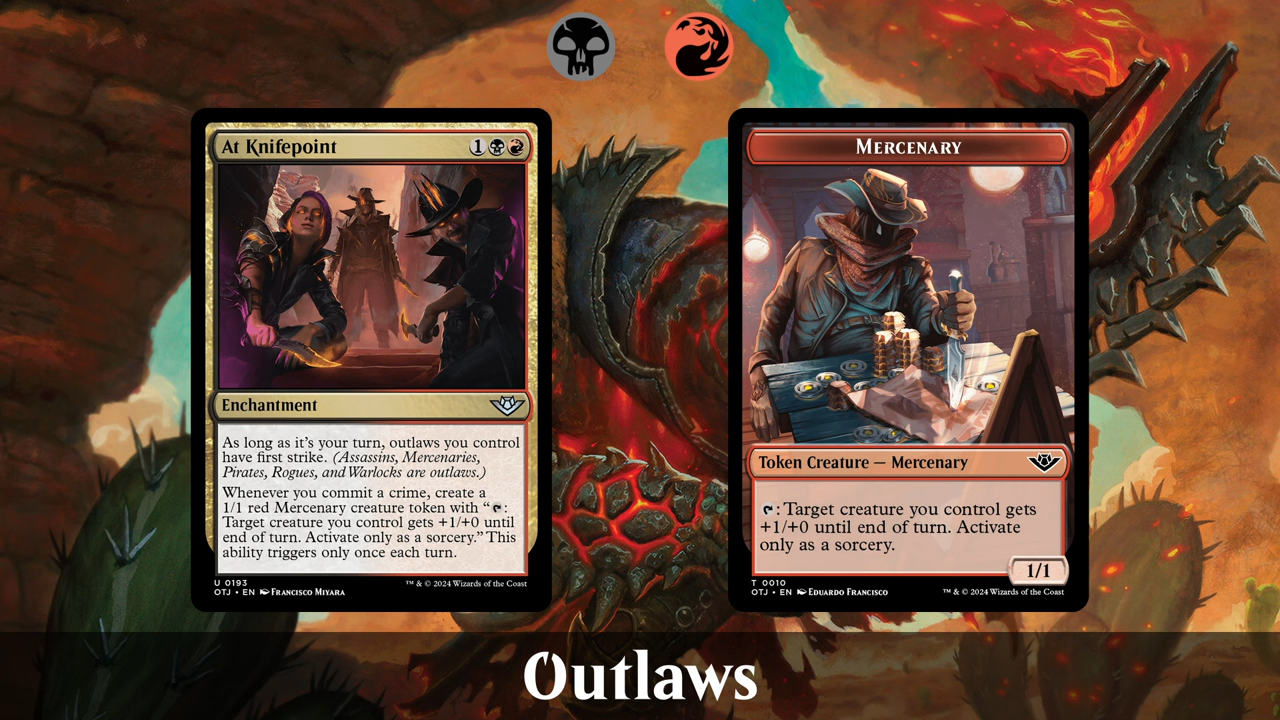 At Knifepoint
1
Enchantment
As long as it's your turn, outlaws you control
have first strike. (Assassins, Mercenaries,
Pirates, Rogues, and Warlocks are outlaws.)
Whenever you commit a crime, create a
1/1 red Mercenary creature token with “:
Target creature you control gets +1/+0 until
end of turn. Activate only as a sorcery.” This
ability triggers only once each turn.
U 0193
OTJ • EN Francisco Miyara
™ & © 2024 Wizards of the Coast
Mercenary
Token Creature — Mercenary
: Target creature you control gets
+1/+0 until end of turn. Activate
only as a sorcery.
1/1
T 0010
OTJ • EN Eduardo Francisco
™ & © 2024 Wizards of the Coast
Outlaws